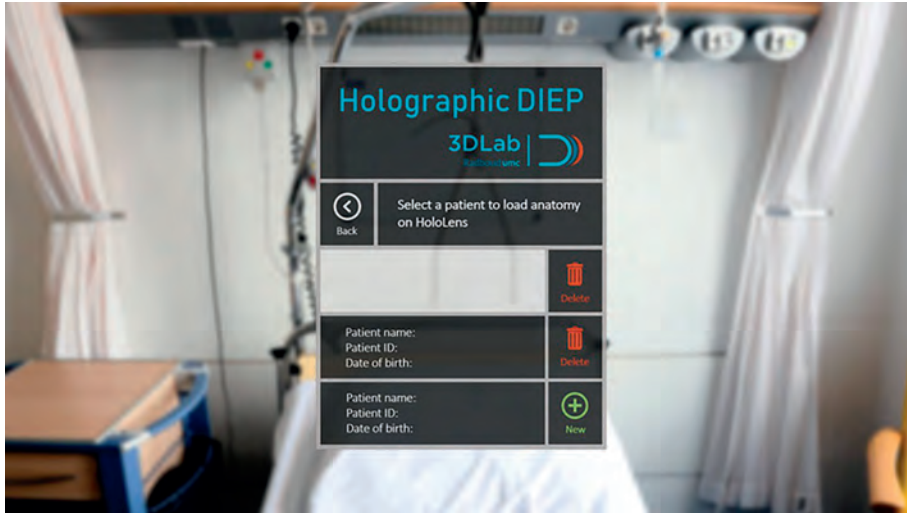 Holographic DIEP
3DLab
Radboudumc
Back
Select a patient to load anatomy
on HoloLens
Delete
Patient name:
Patient ID:
Date of birth:
Delete
Patient name:
Patient ID:
Date of birth:
New